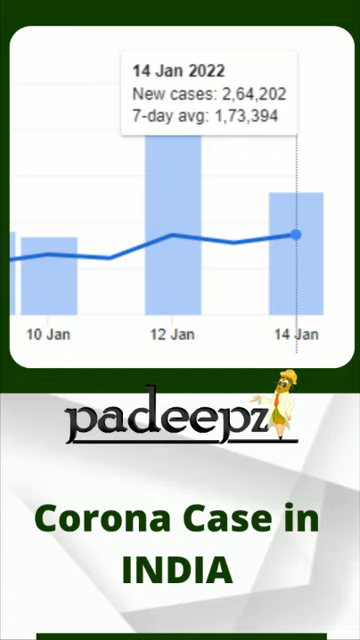 14 Jan 2022
New cases: 2,64,202
7-day avg: 1,73,394
10 Jan
12 Jan
14 Jan
padeepz
Corona Case in
INDIA